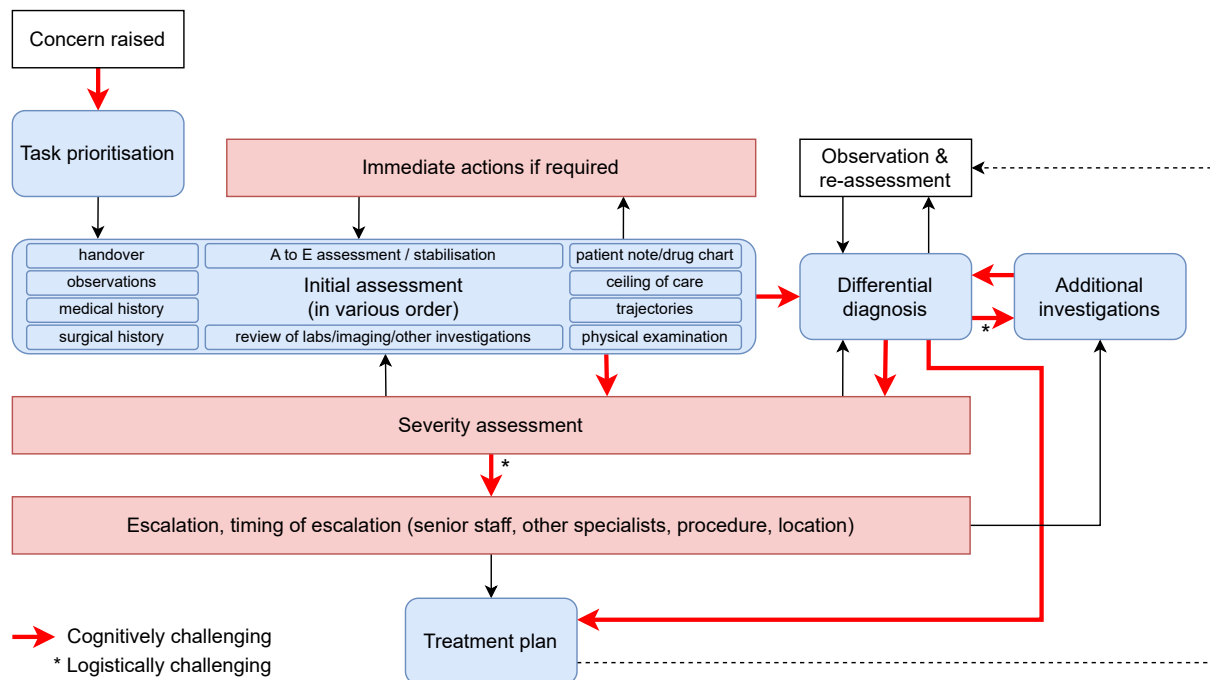 Concern raised
Task prioritisation
Immediate actions if required
Observation &
re-assessment
handover
observations
medical history
surgical history
A to E assessment / stabilisation
Initial assessment
(in various order)
review of labs/imaging/other investigations
patient note/drug chart
ceiling of care
trajectories
physical examination
Differential
diagnosis
*
Additional
investigations
Severity assessment
*
Escalation, timing of escalation (senior staff, other specialists, procedure, location)
Treatment plan
Cognitively challenging
* Logistically challenging